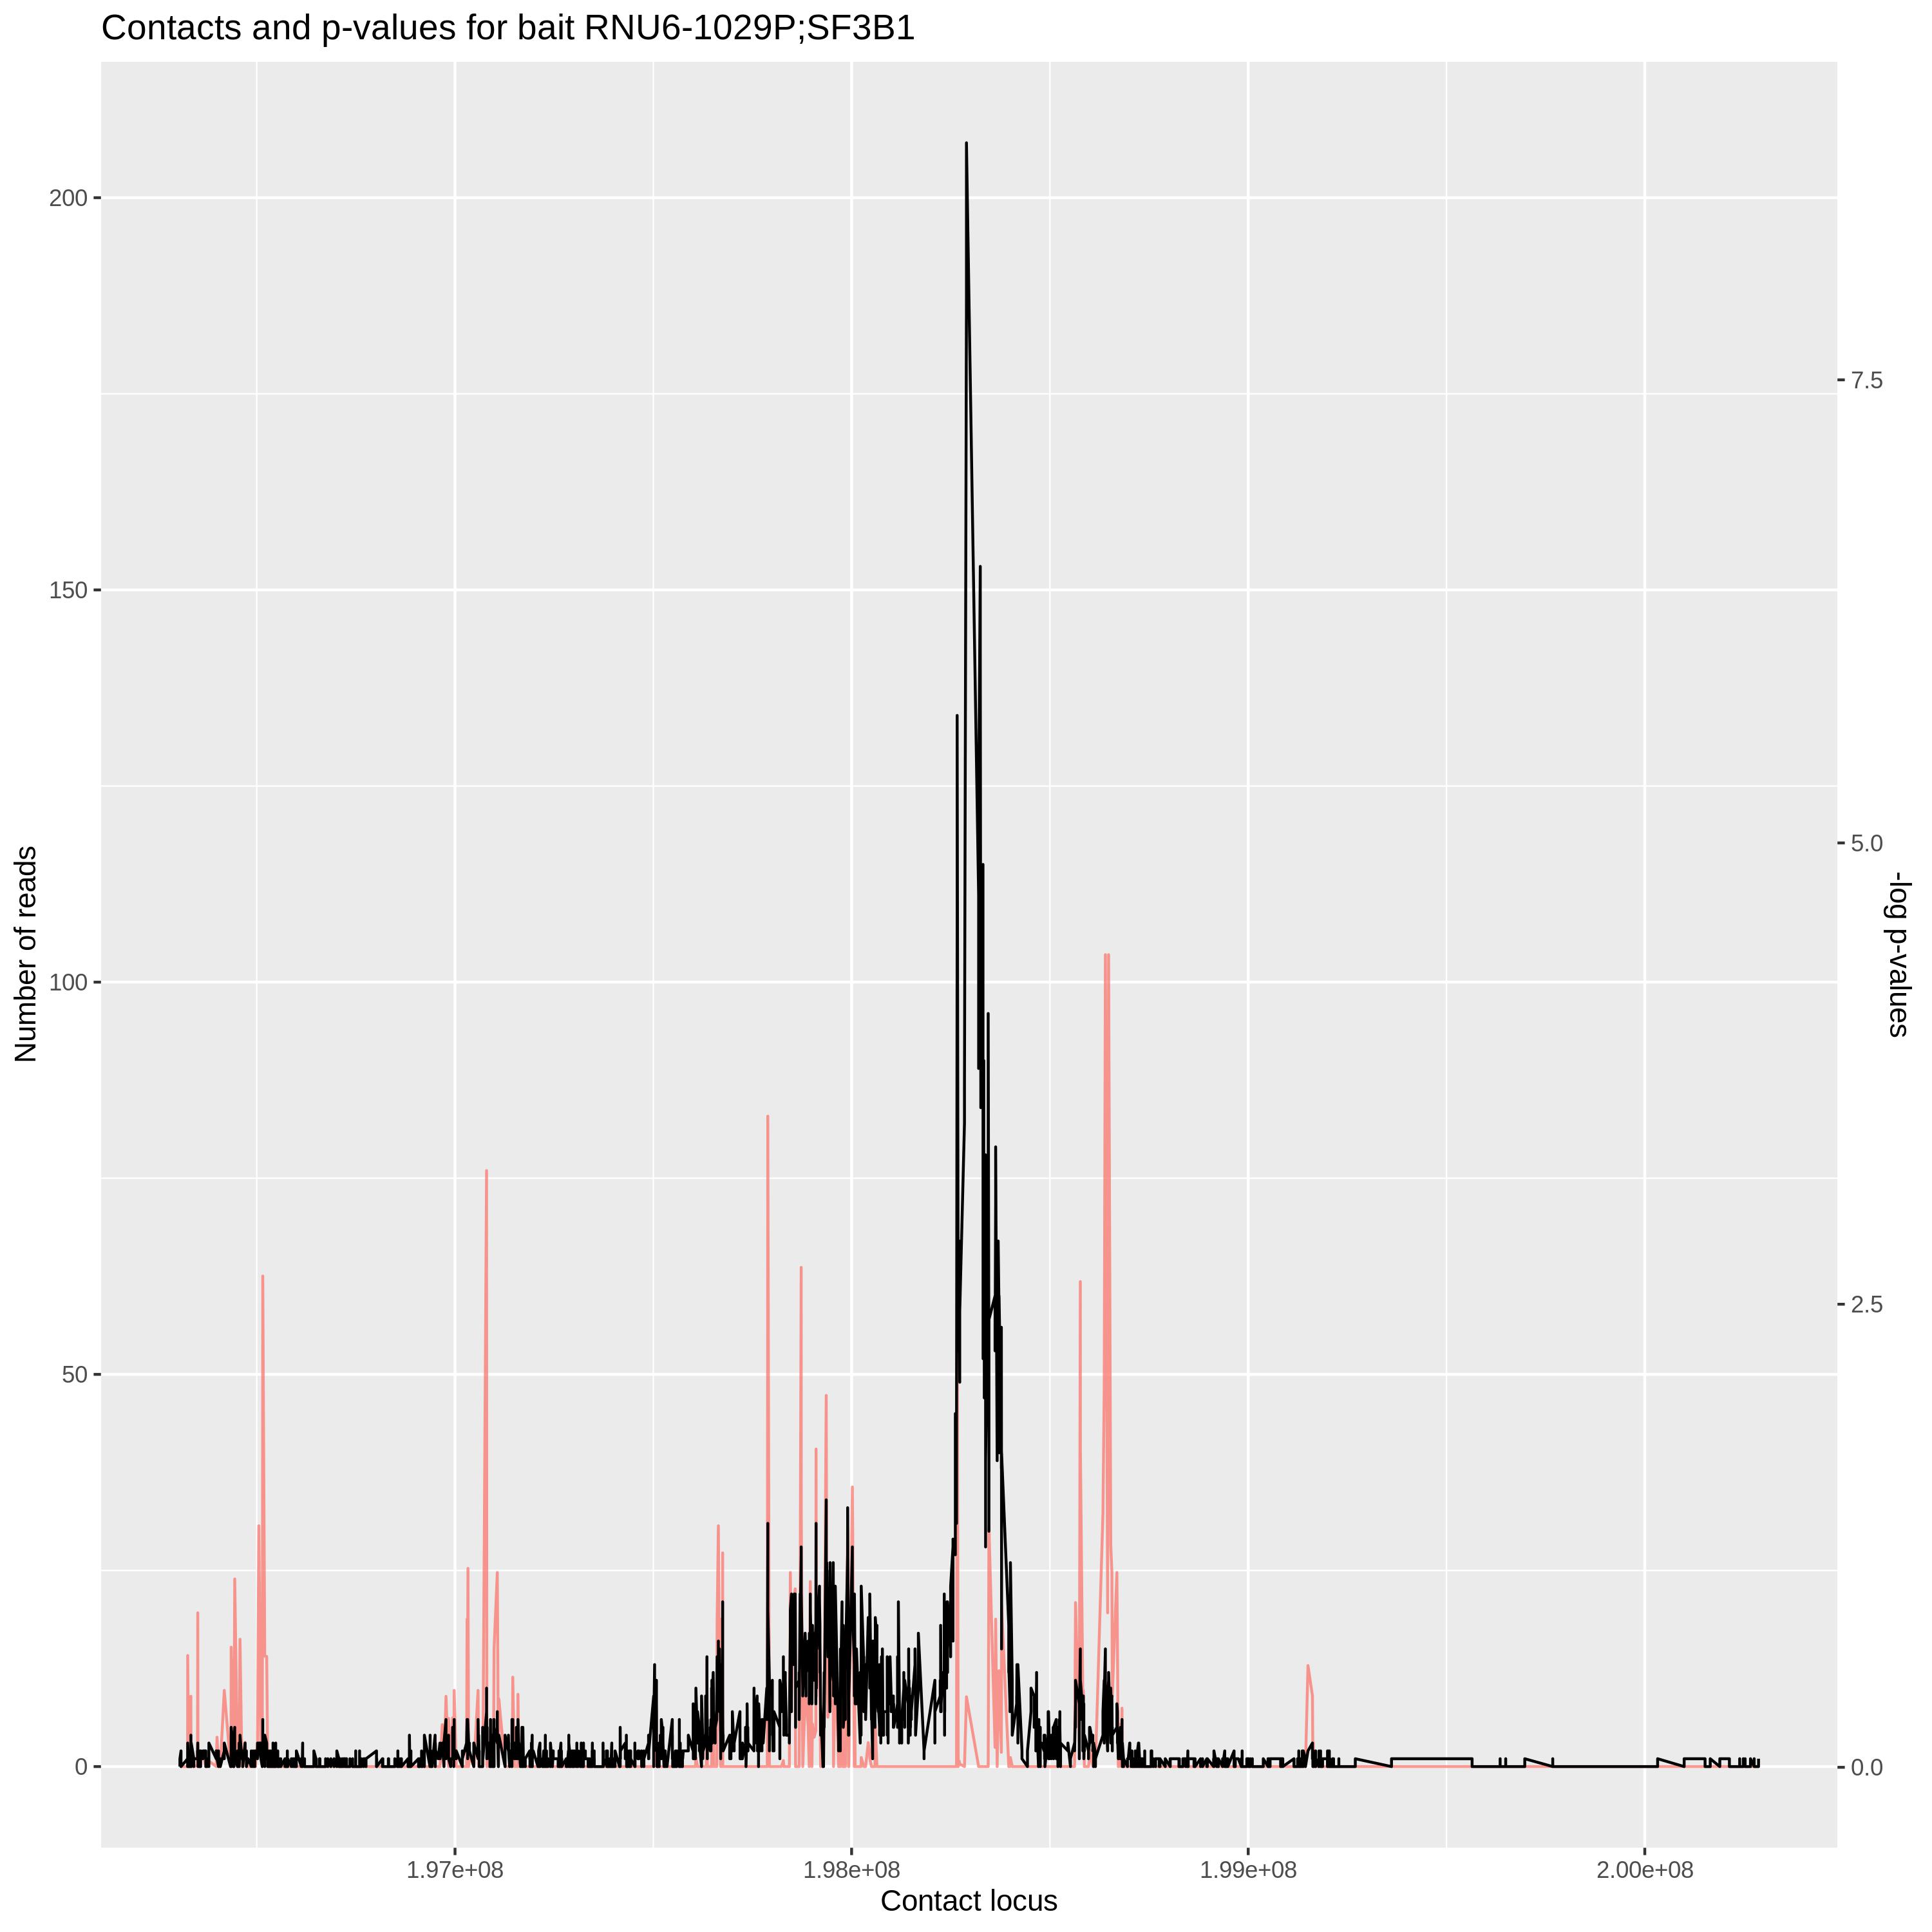 Contacts and p-values for bait RNU6-1029P;SF3B1
200
150
100
50
0
Number of reads
7.5
5.0
2.5
0.0
-log p-values
1.97e+08
1.98e+08
1.99e+08
2.00e+08
Contact locus